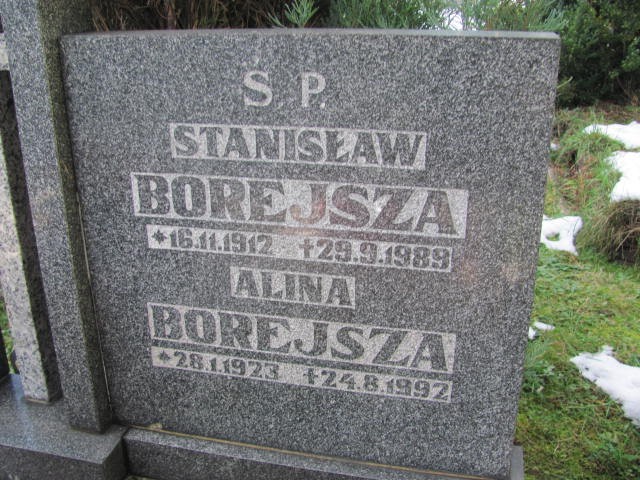 Ś. P.
STANISŁAW
BOREJSZA
*16.11.1912 †29.9.1989
ALINA
BOREJSZA
*28.1.1923 †24.8.1992